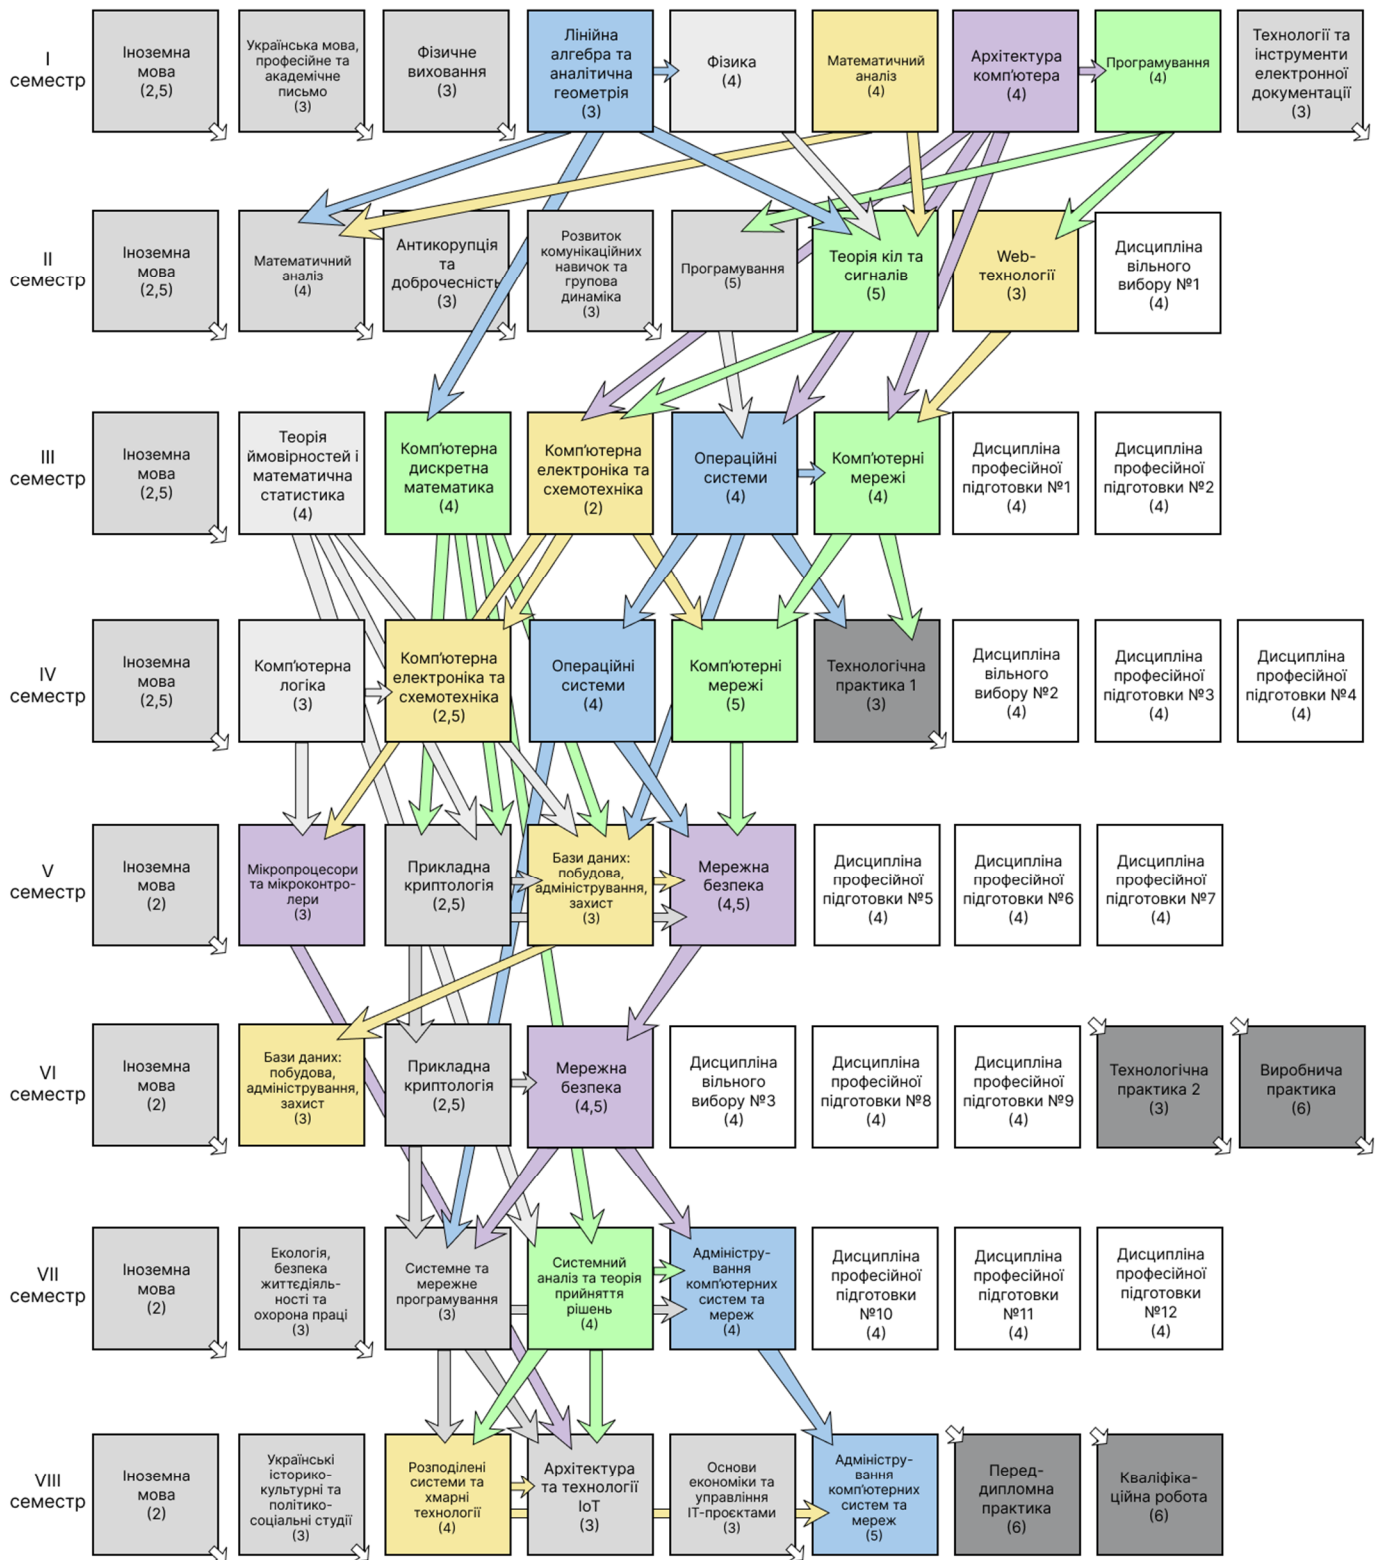 I
семестр
Іноземна
мова
(2,5)
Українська мова,
професійне та
академічне
письмо
(3)
Фізичне
виховання
(3)
Лінійна
алгебра та
аналітична
геометрія
(3)
Фізика
(4)
Математичний
аналіз
(4)
Архітектура
комп'ютера
(4)
Програмування
(4)
Технології та
інструменти
електронної
документації
(3)
II
семестр
Іноземна
мова
(2,5)
Математичний
аналіз
(4)
Антикорупція
та
доброчесність
(3)
Розвиток
комунікаційних
навичок та
групова
динаміка
(3)
Програмування
(5)
Теорія кіл та
сигналів
(5)
Web-
технології
(3)
Дисципліна
вільного
вибору №1
(4)
III
семестр
Іноземна
мова
(2,5)
Теорія
ймовірностей і
математична
статистика
(4)
Комп'ютерна
дискретна
математика
(4)
Комп'ютерна
електроніка та
схемотехніка
(2)
Операційні
системи
(4)
Комп'ютерні
мережі
(4)
Дисципліна
професійної
підготовки №1
(4)
Дисципліна
професійної
підготовки №2
(4)
IV
семестр
Іноземна
мова
(2,5)
Комп'ютерна
логіка
(3)
Комп'ютерна
електроніка та
схемотехніка
(2,5)
Операційні
системи
(4)
Комп'ютерні
мережі
(5)
Технологічна
практика 1
(3)
Дисципліна
вільного
вибору №2
(4)
Дисципліна
професійної
підготовки №3
(4)
Дисципліна
професійної
підготовки №4
(4)
V
семестр
Іноземна
мова
(2)
Мікропроцесори
та мікроконтро-
лери
(3)
Прикладна
криптологія
(2,5)
Бази даних:
побудова,
адміністрування,
захист
(3)
Мережна
безпека
(4,5)
Дисципліна
професійної
підготовки №5
(4)
Дисципліна
професійної
підготовки №6
(4)
Дисципліна
професійної
підготовки №7
(4)
VI
семестр
Іноземна
мова
(2)
Бази даних:
побудова,
адміністрування,
захист
(3)
Прикладна
криптологія
(2,5)
Мережна
безпека
(4,5)
Дисципліна
вільного
вибору №3
(4)
Дисципліна
професійної
підготовки №8
(4)
Дисципліна
професійної
підготовки №9
(4)
Технологічна
практика 2
(3)
Виробнича
практика
(6)
VII
семестр
Іноземна
мова
(2)
Екологія,
безпека
життєдіяль-
ності та
охорона праці
(3)
Системне та
мережне
програмування
(3)
Системний
аналіз та теорія
прийняття
рішень
(4)
Адміністру-
вання
комп'ютерних
систем та
мереж
(4)
Дисципліна
професійної
підготовки
№10
(4)
Дисципліна
професійної
підготовки
№11
(4)
Дисципліна
професійної
підготовки
№12
(4)
VIII
семестр
Іноземна
мова
(2)
Українські
історико-
культурні та
політико-
соціальні студії
(3)
Розподілені
системи та
хмарні
технології
(4)
Архітектура
та технології
IoT
(3)
Основи
економіки та
управління
ІТ-проєктами
(3)
Адміністру-
вання
комп'ютерних
систем та
мереж
(5)
Перед-
дипломна
практика
(6)
Кваліфіка-
ційна робота
(6)